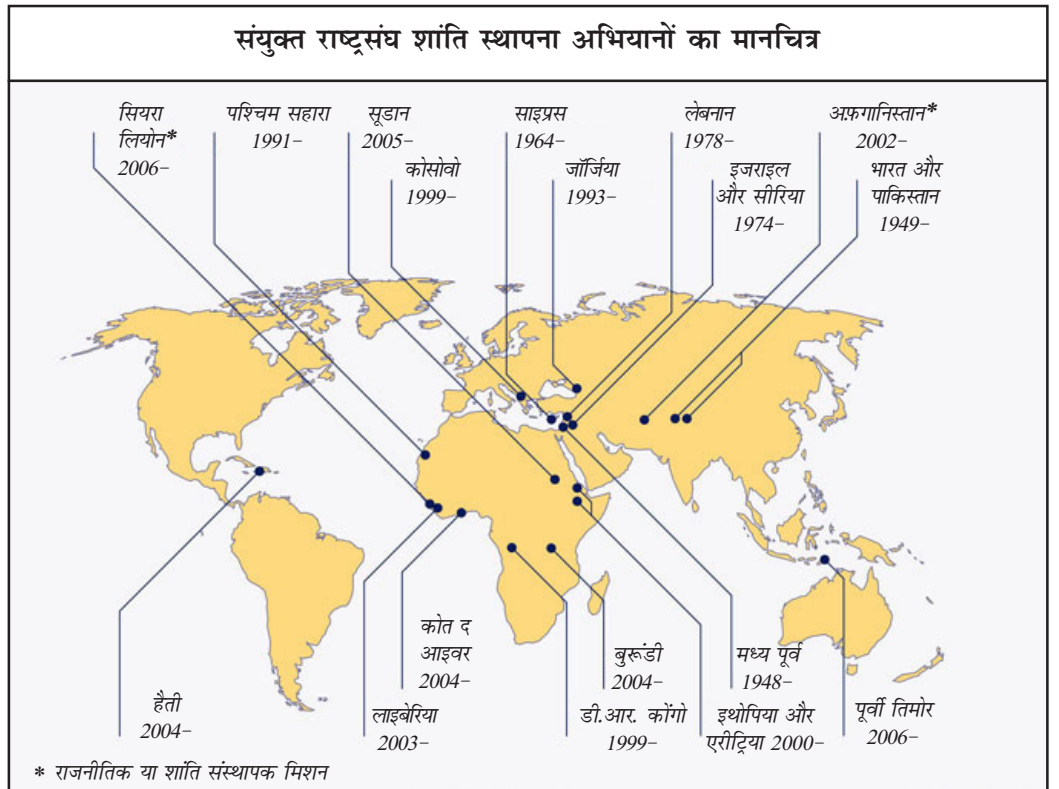 संयुक्त राष्ट्रसंघ शांति स्थापना अभियानों का मानचित्र
सियरा
लियोन*
2006–
पश्चिम सहारा
1991–
सूडान
2005–
कोसोवो
1999–
साइप्रस
1964–
जॉर्जिया
1993–
लेबनान
1978–
इजराइल
और सीरिया
1974–
अफ़गानिस्तान*
2002–
भारत और
पाकिस्तान
1949–
हैती
2004–
लाइबेरिया
2003–
कोत द
आइवर
2004–
डी.आर. कोंगो
1999–
बुरूंडी
2004–
मध्य पूर्व
1948–
इथोपिया और
एरीट्रिया 2000–
पूर्वी तिमोर
2006–
* राजनीतिक या शांति संस्थापक मिशन